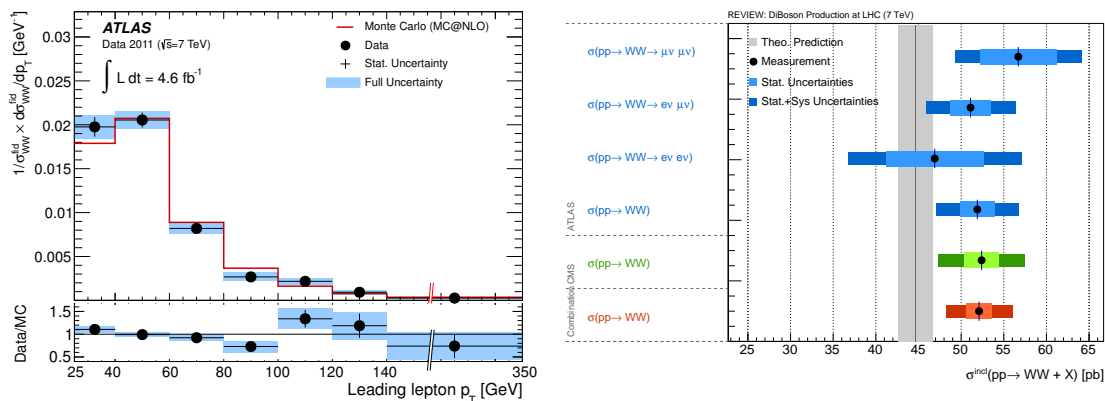 ATLAS
Data 2011 (√s=7 TeV)
∫ L dt = 4.6 fb⁻¹
Monte Carlo (MC@NLO)
Data
Stat. Uncertainty
Full Uncertainty
1/σ^fid_WW × dσ^fid_WW/dp_T [GeV⁻¹]
0.03
0.025
0.02
0.015
0.01
0.005
Data/MC
1.5
1
0.5
25 40 60 80 100 120 140 350
Leading lepton p_T [GeV]
REVIEW: DiBoson Production at LHC (7 TeV)
Theo. Prediction
Measurement
Stat. Uncertainties
Stat.+Sys Uncertainties
σ(pp→ WW→ μν μν)
σ(pp→ WW→ eν μν)
σ(pp→ WW→ eν eν)
σ(pp→ WW)
σ(pp→ WW)
σ(pp→ WW)
ATLAS
CMS
Combination
25 30 35 40 45 50 55 60 65
σ^incl(pp→ WW + X) [pb]